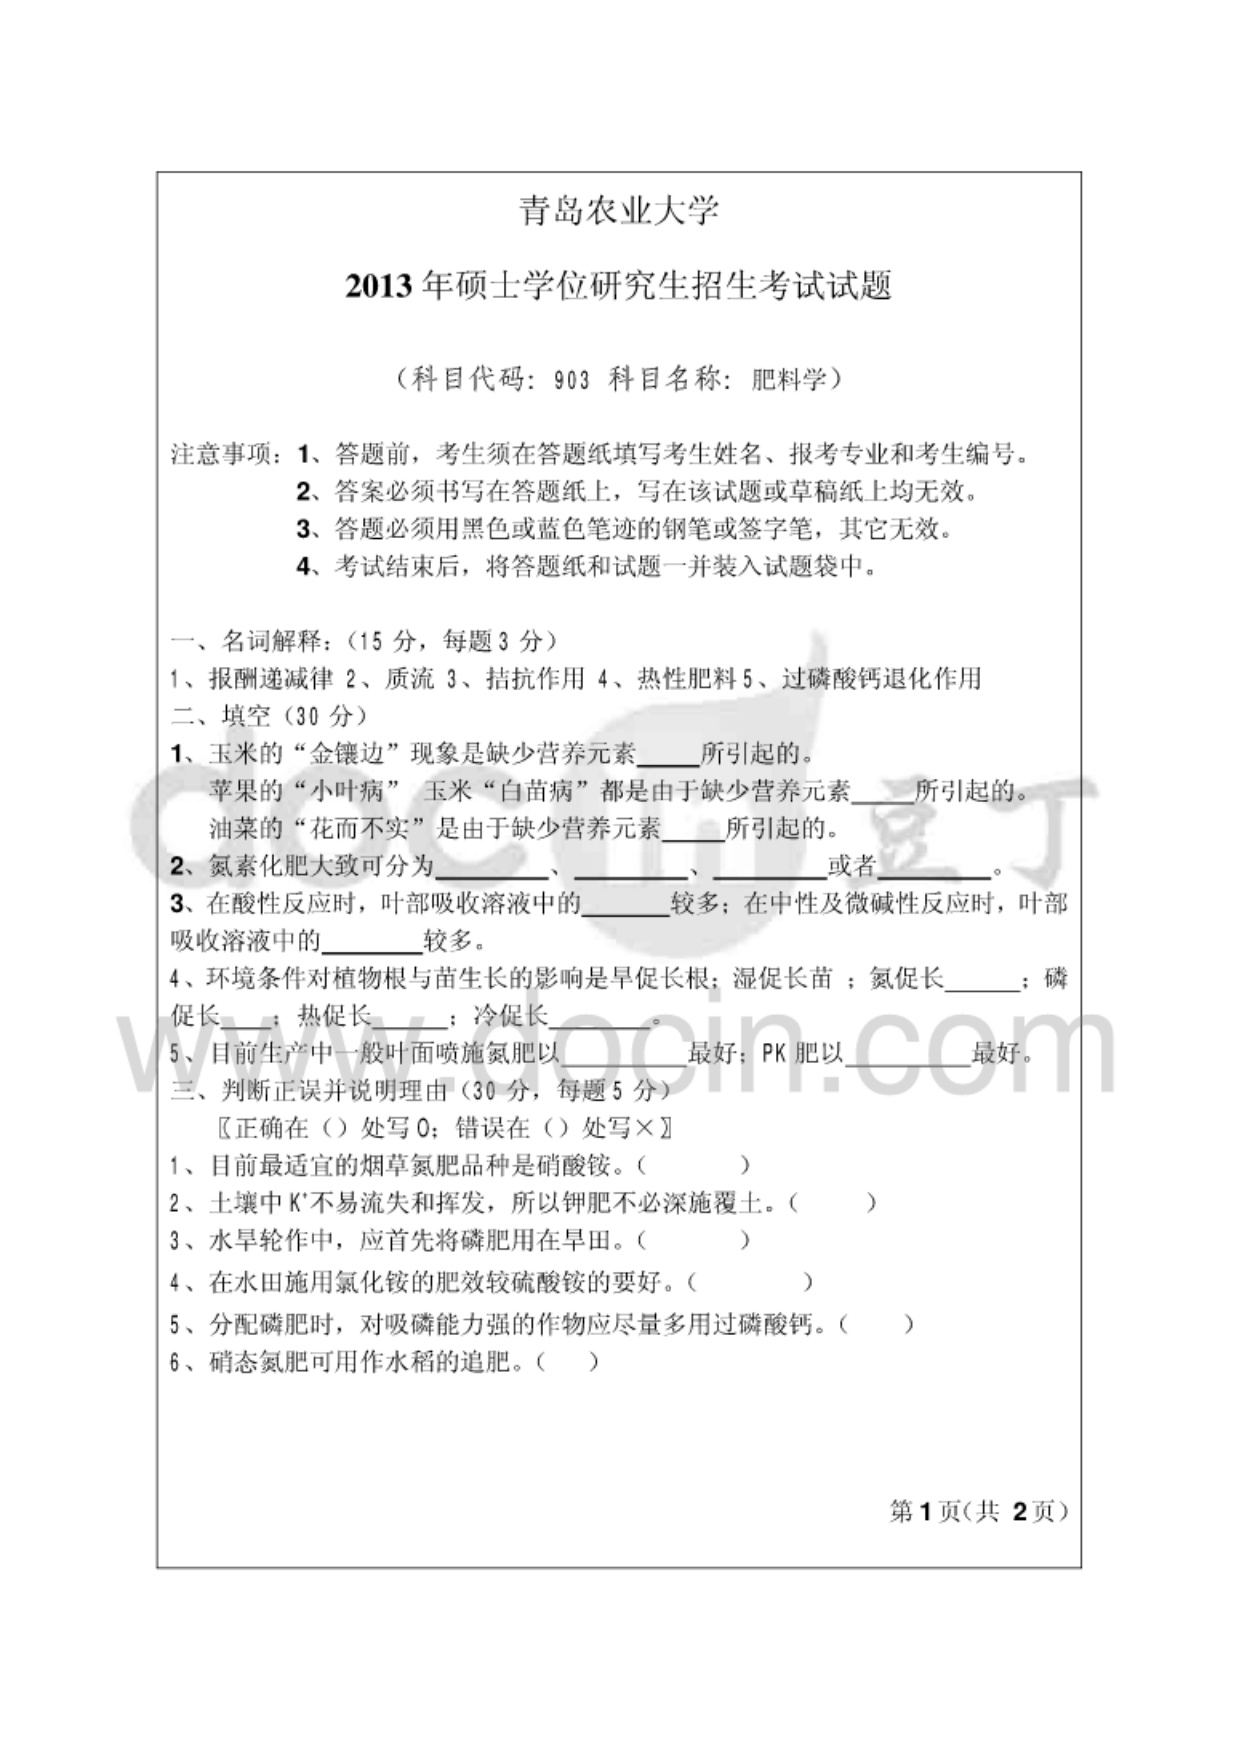 青岛农业大学
2013 年硕士学位研究生招生考试试题
（科目代码：903 科目名称：肥料学）
注意事项：1、答题前，考生须在答题纸填写考生姓名、报考专业和考生编号。
2、答案必须书写在答题纸上，写在该试题或草稿纸上均无效。
3、答题必须用黑色或蓝色笔迹的钢笔或签字笔，其它无效。
4、考试结束后，将答题纸和试题一并装入试题袋中。
一、名词解释：（15 分，每题 3 分）
1、报酬递减律 2、质流 3、拮抗作用 4、热性肥料 5、过磷酸钙退化作用
二、填空（30 分）
1、玉米的“金镶边”现象是缺少营养元素_____所引起的。
苹果的“小叶病” 玉米“白苗病”都是由于缺少营养元素_____所引起的。
油菜的“花而不实”是由于缺少营养元素_____所引起的。
2、氮素化肥大致可分为_________、_________、_________或者_________。
3、在酸性反应时，叶部吸收溶液中的_______较多；在中性及微碱性反应时，叶部
吸收溶液中的________较多。
4、环境条件对植物根与苗生长的影响是旱促长根；湿促长苗 ；氮促长______；磷
促长____；热促长______；冷促长________。
5、目前生产中一般叶面喷施氮肥以__________最好；PK 肥以__________最好。
三、判断正误并说明理由（30 分，每题 5 分）
〖正确在（）处写 O；错误在（）处写×〗
1、目前最适宜的烟草氮肥品种是硝酸铵。（ ）
2、土壤中 K⁺不易流失和挥发，所以钾肥不必深施覆土。（ ）
3、水旱轮作中，应首先将磷肥用在旱田。（ ）
4、在水田施用氯化铵的肥效较硫酸铵的要好。（ ）
5、分配磷肥时，对吸磷能力强的作物应尽量多用过磷酸钙。（ ）
6、硝态氮肥可用作水稻的追肥。（ ）
第 1 页（共 2 页）
docin 豆丁
www.docin.com